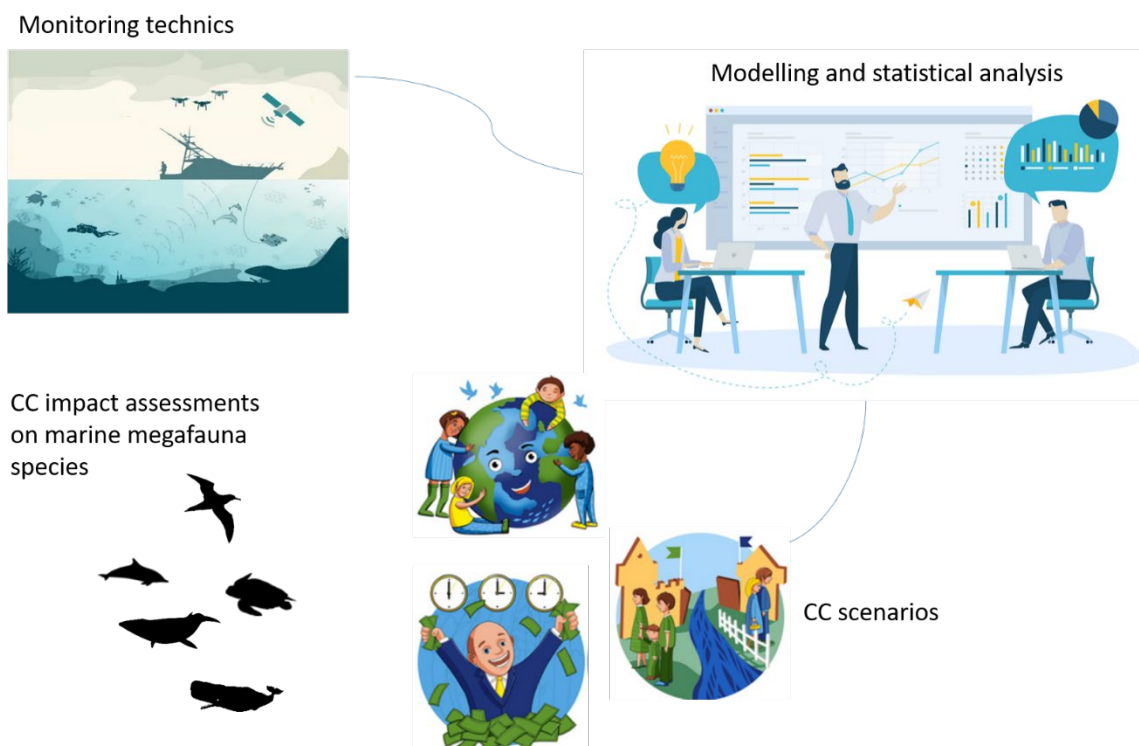 Monitoring technics
Modelling and statistical analysis
CC impact assessments
on marine megafauna
species
CC scenarios